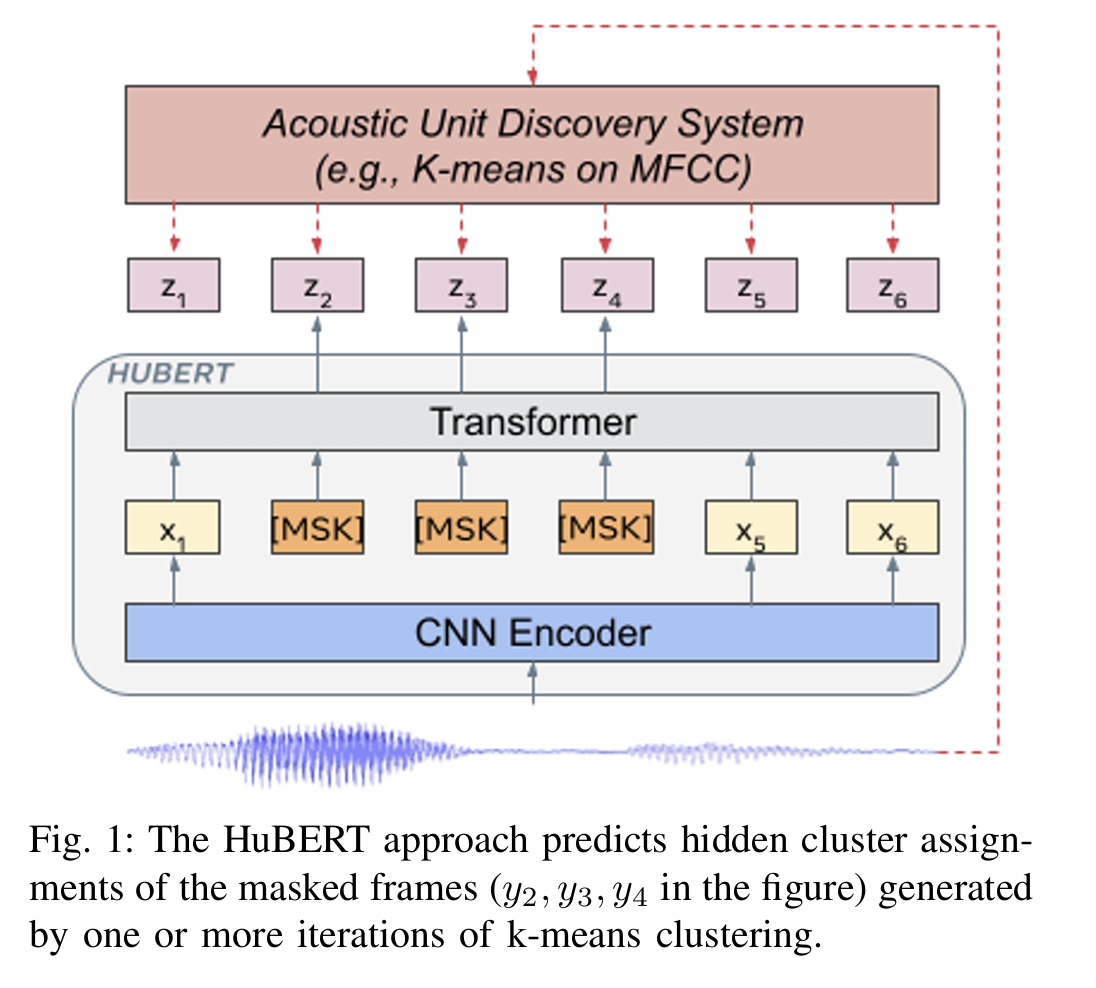 Acoustic Unit Discovery System
(e.g., K-means on MFCC)
z₁ z₂ z₃ z₄ z₅ z₆
HUBERT
Transformer
x₁ [MSK] [MSK] [MSK] x₅ x₆
CNN Encoder
Fig. 1: The HuBERT approach predicts hidden cluster assign-
ments of the masked frames (y₂, y₃, y₄ in the figure) generated
by one or more iterations of k-means clustering.